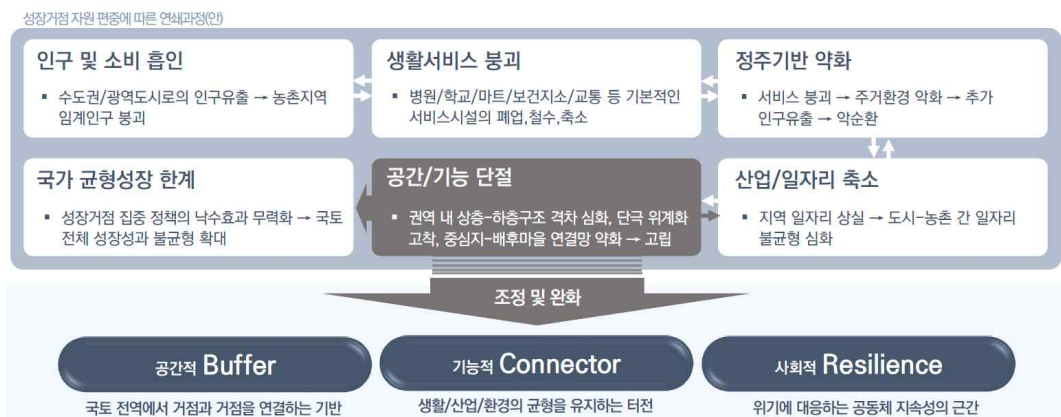 성장거점 자원 편중에 따른 연쇄과정(안)
인구 및 소비 흡인
▪ 수도권/광역도시로의 인구유출 → 농촌지역
임계인구 붕괴
생활서비스 붕괴
▪ 병원/학교/마트/보건지소/교통 등 기본적인
서비스시설의 폐업,철수,축소
정주기반 약화
▪ 서비스 붕괴 → 주거환경 악화 → 추가
인구유출 → 악순환
국가 균형성장 한계
▪ 성장거점 집중 정책의 낙수효과 무력화 → 국토
전체 성장성과 불균형 확대
공간/기능 단절
▪ 권역 내 상층-하층구조 격차 심화, 단극 위계화
고착, 중심지-배후마을 연결망 약화 → 고립
산업/일자리 축소
▪ 지역 일자리 상실 → 도시-농촌 간 일자리
불균형 심화
조정 및 완화
공간적 Buffer
기능적 Connector
사회적 Resilience
국토 전역에서 거점과 거점을 연결하는 기반
생활/산업/환경의 균형을 유지하는 터전
위기에 대응하는 공동체 지속성의 근간